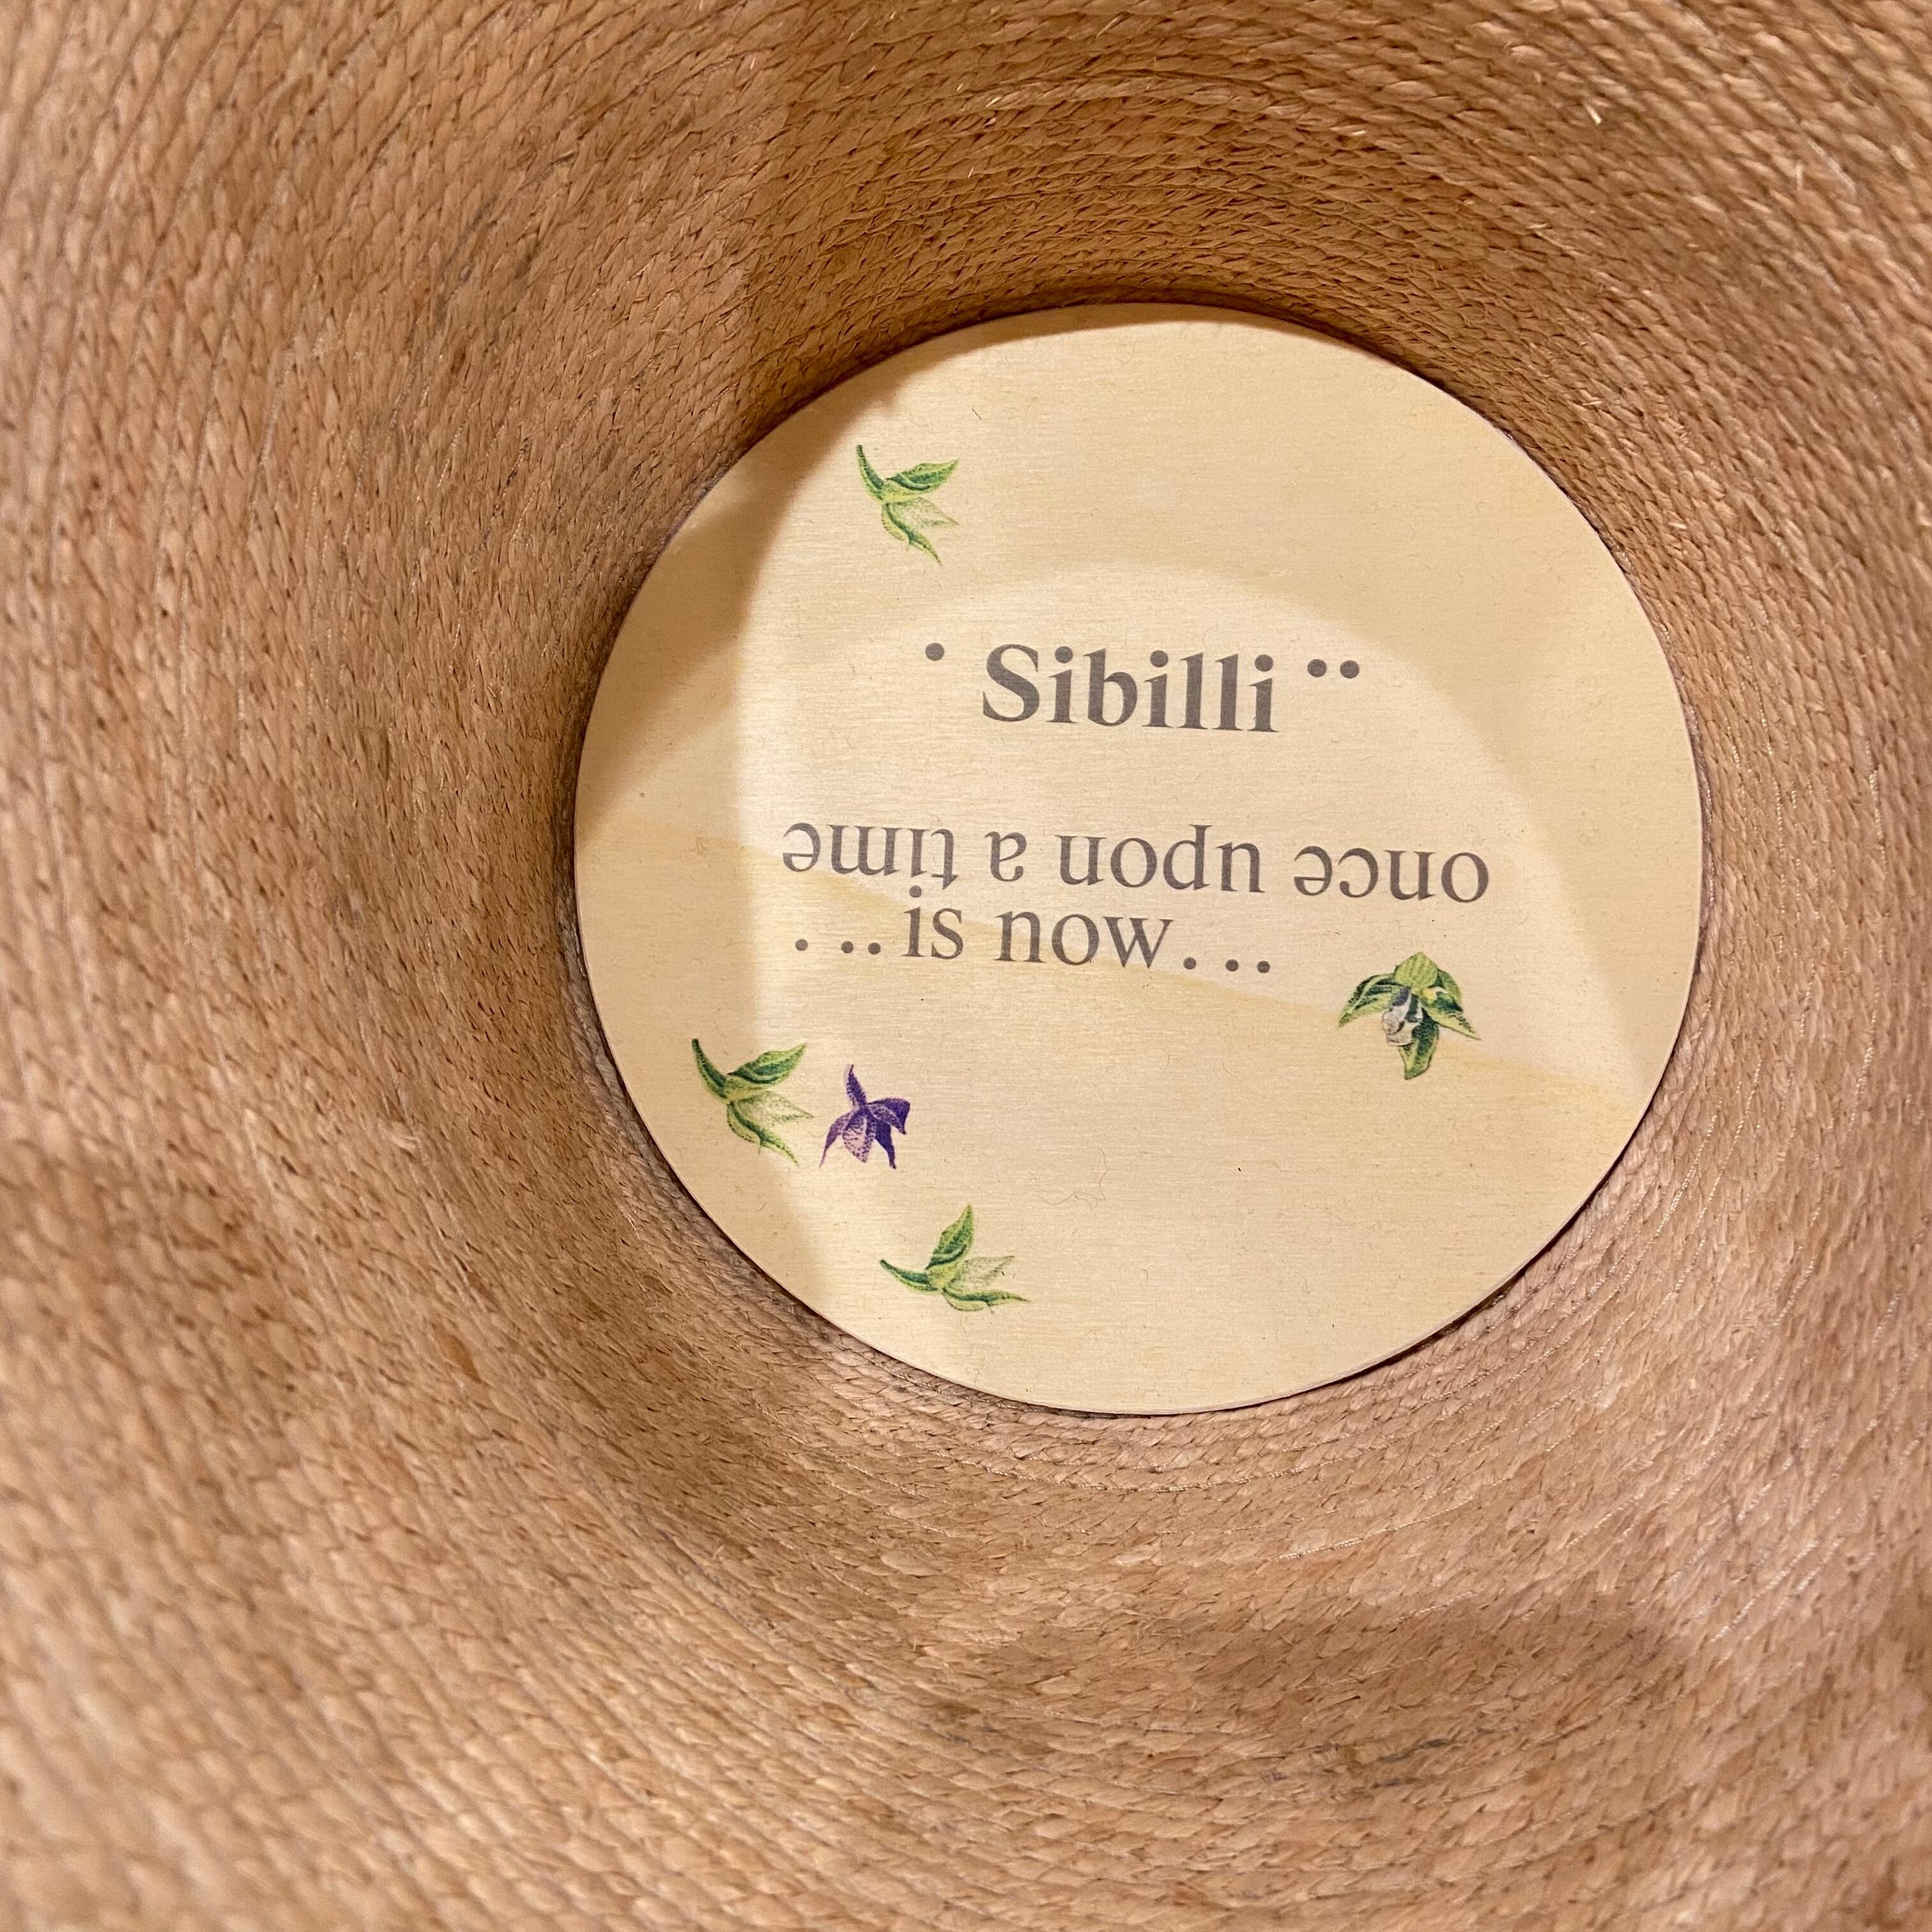 . Sibilli ..
once upon a time
. .. is now. ..